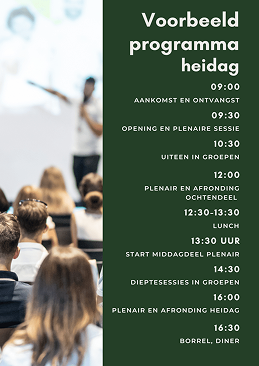 Voorbeeld
programma
heidag
09:00
AANKOMST EN ONTVANGST
09:30
OPENING EN PLENAIRE SESSIE
10:30
UITEEN IN GROEPEN
12:00
PLENAIR EN AFRONDING
OCHTENDEEL
12:30-13:30
LUNCH
13:30 UUR
START MIDDAGDEEL PLENAIR
14:30
DIEPTESESSIES IN GROEPEN
16:00
PLENAIR EN AFRONDING HEIDAG
16:30
BORREL, DINER